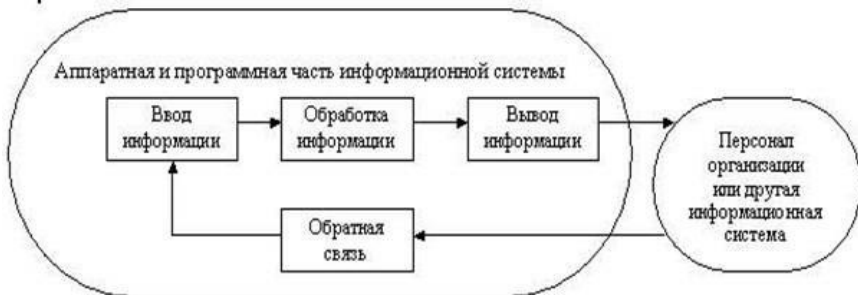 Аппаратная и программная часть информационной системы
Ввод
информации
Обработка
информации
Вывод
информации
Персонал
организации
или другая
информационная
система
Обратная
связь